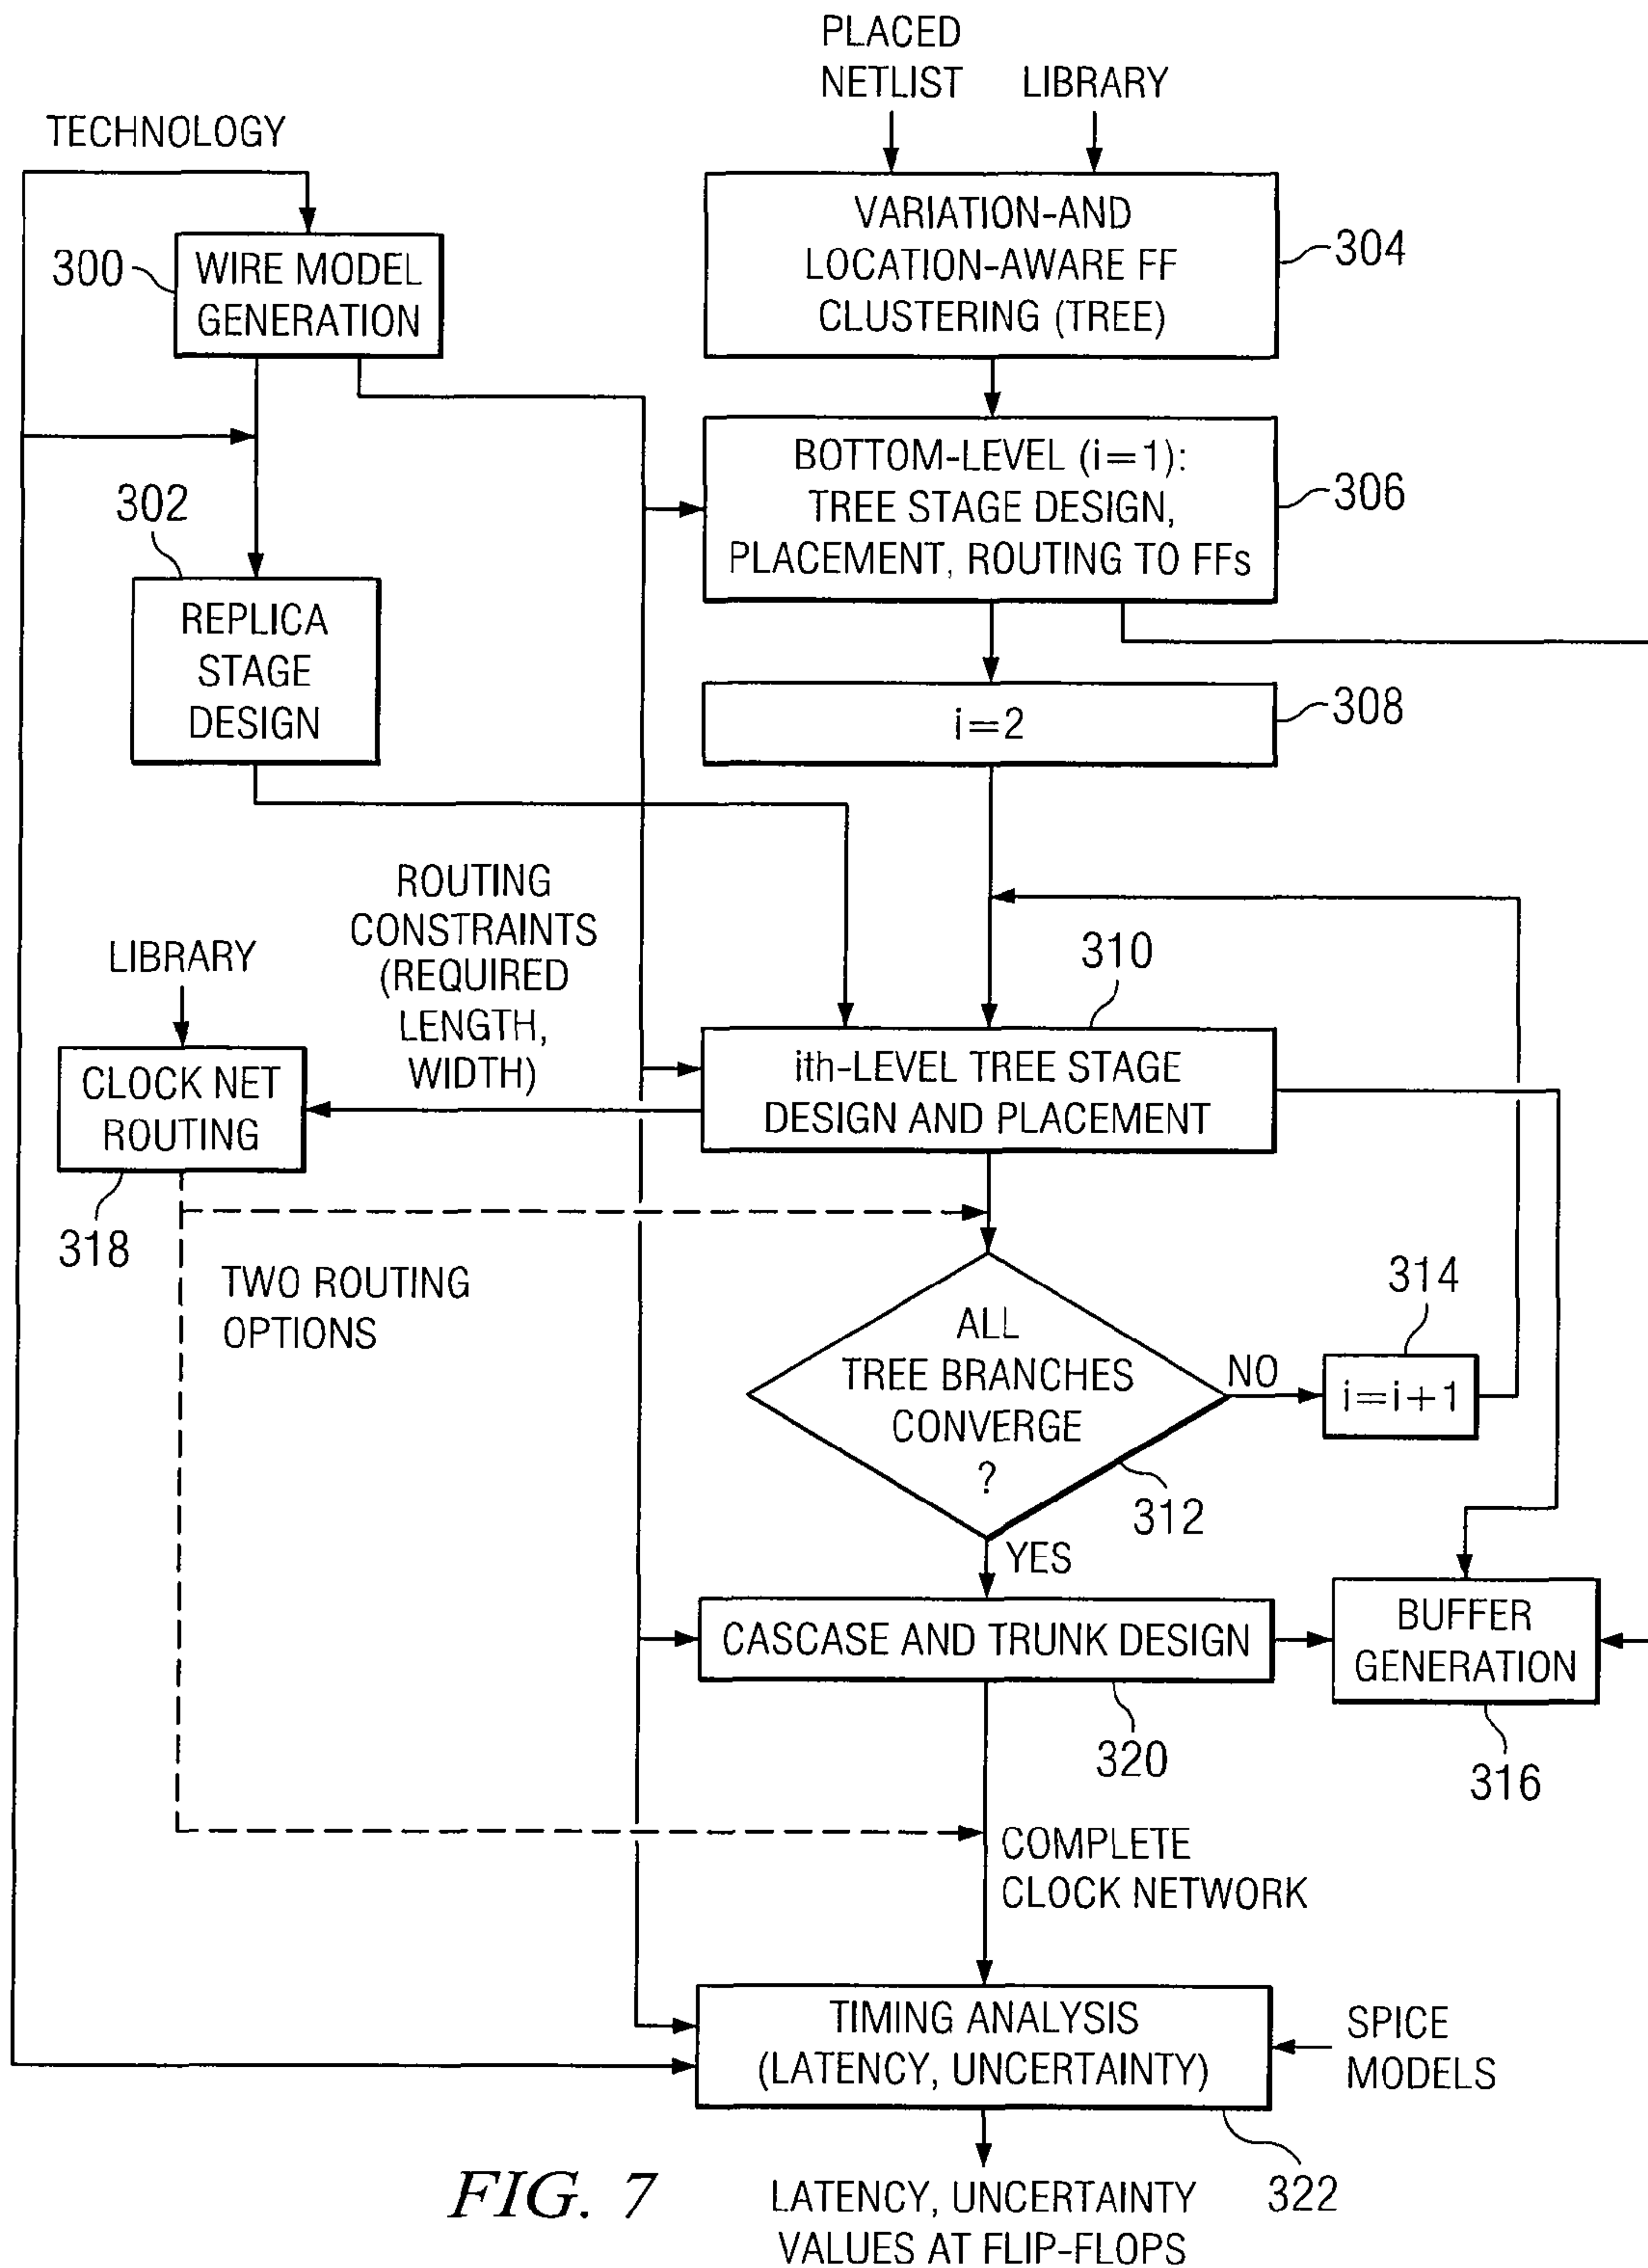 PLACED
NETLIST
LIBRARY
TECHNOLOGY
300
WIRE MODEL
GENERATION
VARIATION-AND
LOCATION-AWARE FF
CLUSTERING (TREE)
304
302
REPLICA
STAGE
DESIGN
BOTTOM-LEVEL (i=1):
TREE STAGE DESIGN,
PLACEMENT, ROUTING TO FFs
306
i=2
308
ROUTING
CONSTRAINTS
(REQUIRED
LENGTH,
WIDTH)
LIBRARY
CLOCK NET
ROUTING
318
310
ith-LEVEL TREE STAGE
DESIGN AND PLACEMENT
TWO ROUTING
OPTIONS
ALL
TREE BRANCHES
CONVERGE
?
312
NO
314
i=i+1
YES
CASCASE AND TRUNK DESIGN
320
BUFFER
GENERATION
316
COMPLETE
CLOCK NETWORK
TIMING ANALYSIS
(LATENCY, UNCERTAINTY)
322
SPICE
MODELS
LATENCY, UNCERTAINTY
VALUES AT FLIP-FLOPS
FIG. 7